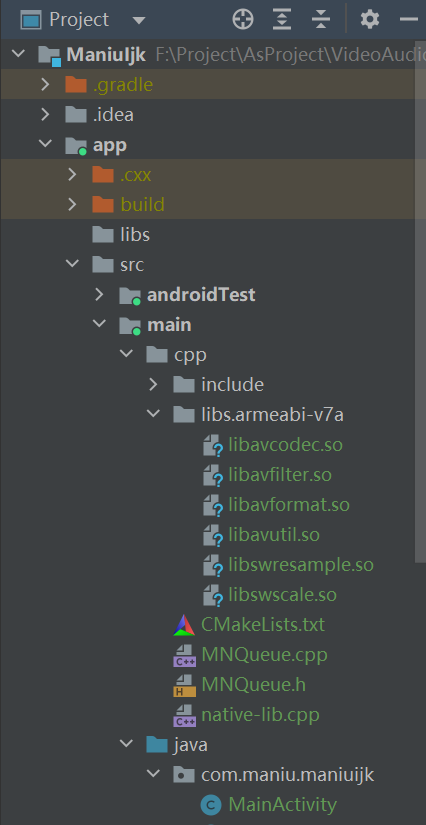 Project
ManiuIjk F:\Project\AsProject\VideoAudi
.gradle
.idea
app
.cxx
build
libs
src
androidTest
main
cpp
include
libs.armeabi-v7a
libavcodec.so
libavfilter.so
libavformat.so
libavutil.so
libswresample.so
libswscale.so
CMakeLists.txt
C++ MNQueue.cpp
H MNQueue.h
C++ native-lib.cpp
java
com.maniu.maniuijk
C MainActivity